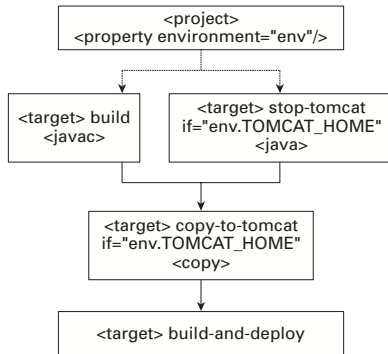 <project>
<property environment="env"/>
<target> build
<javac>
<target> stop-tomcat
if="env.TOMCAT_HOME"
<java>
<target> copy-to-tomcat
if="env.TOMCAT_HOME"
<copy>
<target> build-and-deploy